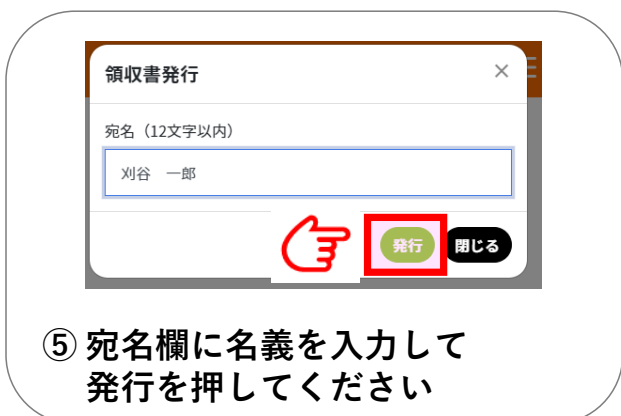 領収書発行
宛名（12文字以内）
刈谷　一郎
発行 閉じる
⑤ 宛名欄に名義を入力して
発行を押してください